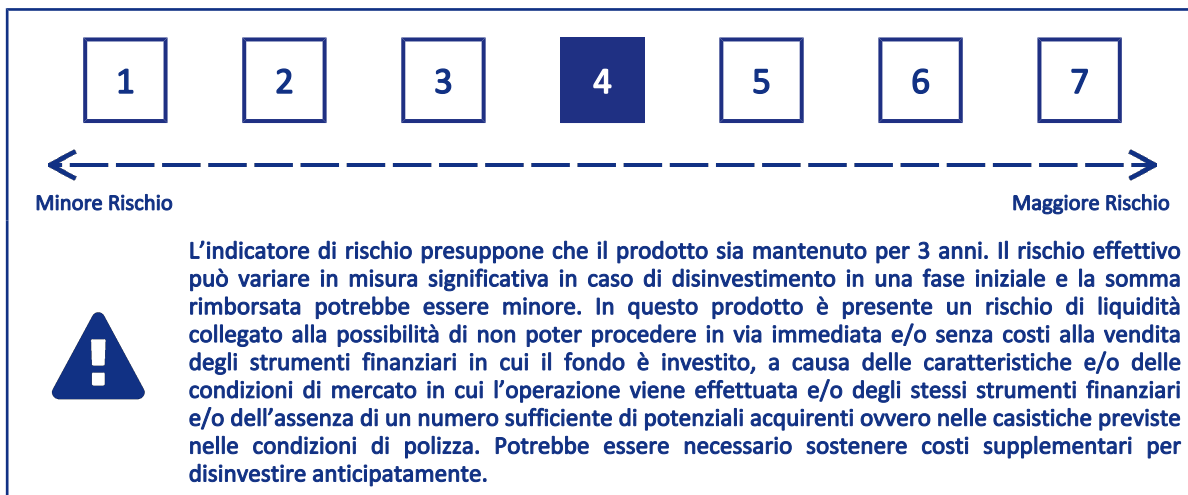 1 2 3 4 5 6 7
Minore Rischio Maggiore Rischio
L’indicatore di rischio presuppone che il prodotto sia mantenuto per 3 anni. Il rischio effettivo
può variare in misura significativa in caso di disinvestimento in una fase iniziale e la somma
rimborsata potrebbe essere minore. In questo prodotto è presente un rischio di liquidità
collegato alla possibilità di non poter procedere in via immediata e/o senza costi alla vendita
degli strumenti finanziari in cui il fondo è investito, a causa delle caratteristiche e/o delle
condizioni di mercato in cui l’operazione viene effettuata e/o degli stessi strumenti finanziari
e/o dell’assenza di un numero sufficiente di potenziali acquirenti ovvero nelle casistiche previste
nelle condizioni di polizza. Potrebbe essere necessario sostenere costi supplementari per
disinvestire anticipatamente.